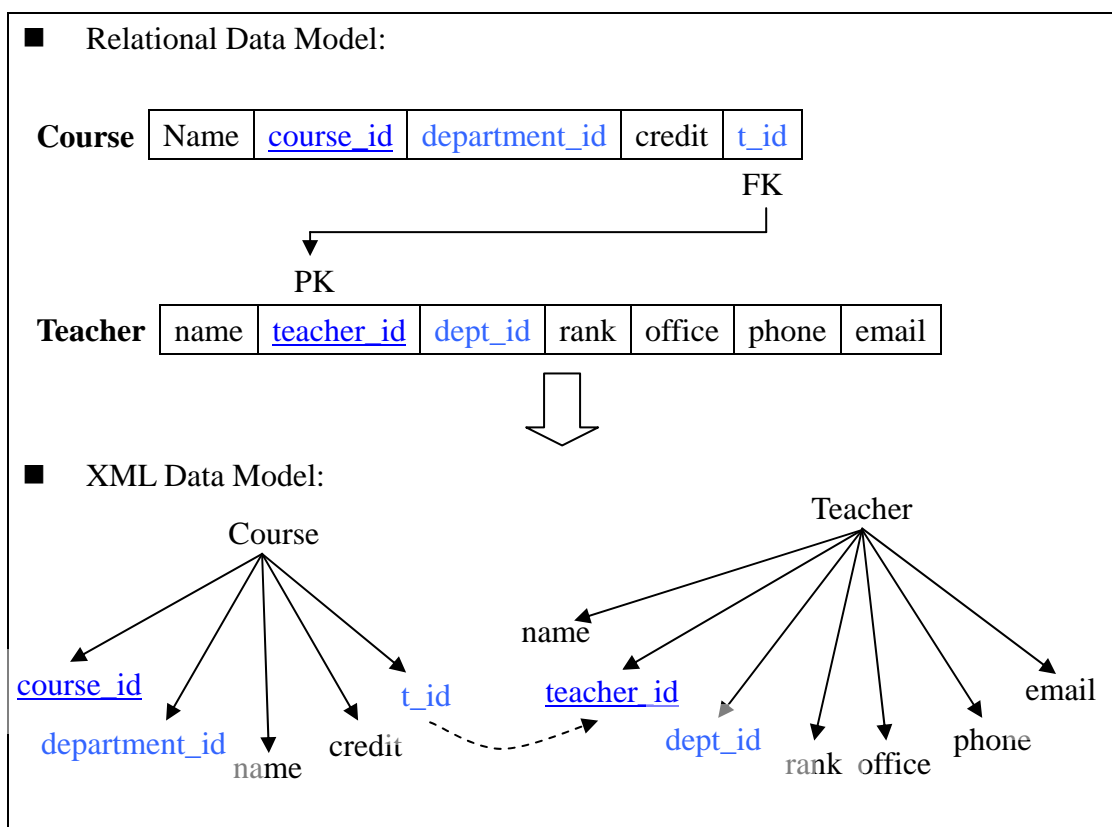 ■ Relational Data Model:
Course Name course_id department_id credit t_id
FK
PK
Teacher name teacher_id dept_id rank office phone email
■ XML Data Model:
Course
Teacher
name
course_id
t_id
teacher_id
email
department_id
name
credit
dept_id
rank
office
phone